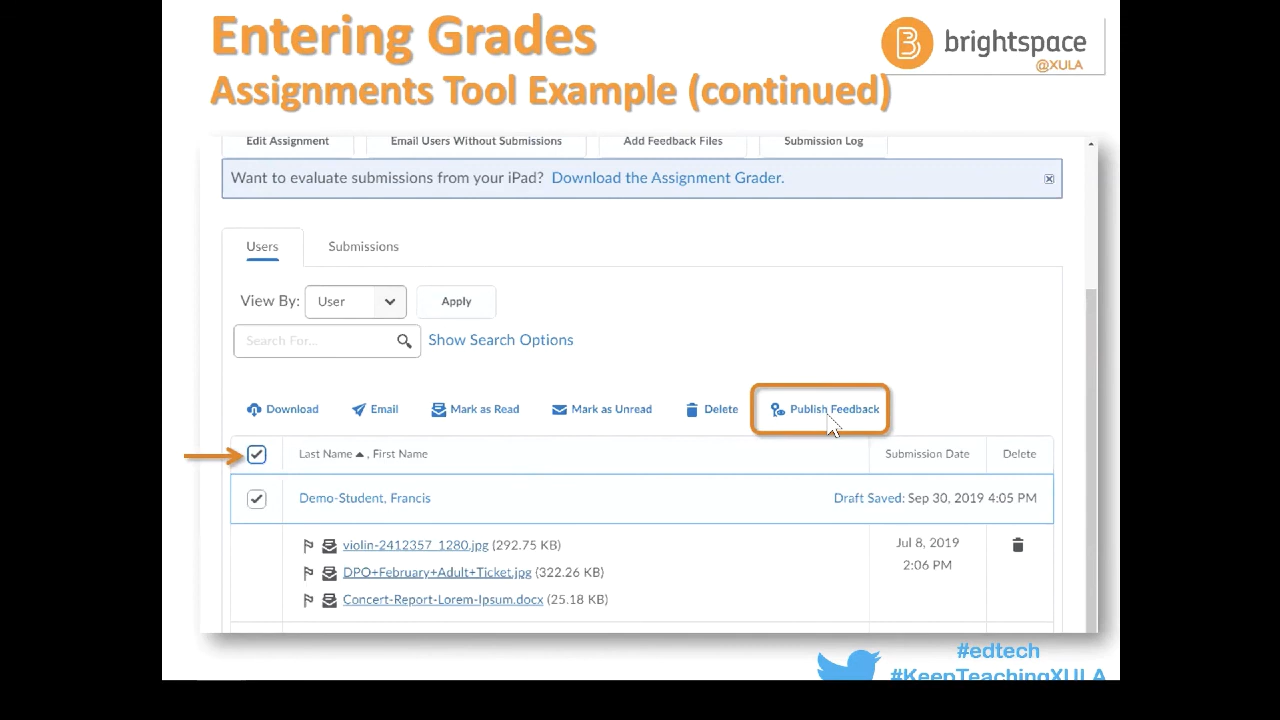 Entering Grades
Assignments Tool Example (continued)
brightspace
@XULA
Edit Assignment Email Users Without Submissions Add Feedback Files Submission Log
Want to evaluate submissions from your iPad? Download the Assignment Grader.
Users Submissions
View By: User Apply
Search For... Show Search Options
Download Email Mark as Read Mark as Unread Delete Publish Feedback
Last Name , First Name Submission Date Delete
Demo-Student, Francis Draft Saved: Sep 30, 2019 4:05 PM
violin-2412357_1280.jpg (292.75 KB) Jul 8, 2019
2:06 PM
DPO+February+Adult+Ticket.jpg (322.26 KB)
Concert-Report-Lorem-Ipsum.docx (25.18 KB)
#edtech
#KeepTeachingXULA